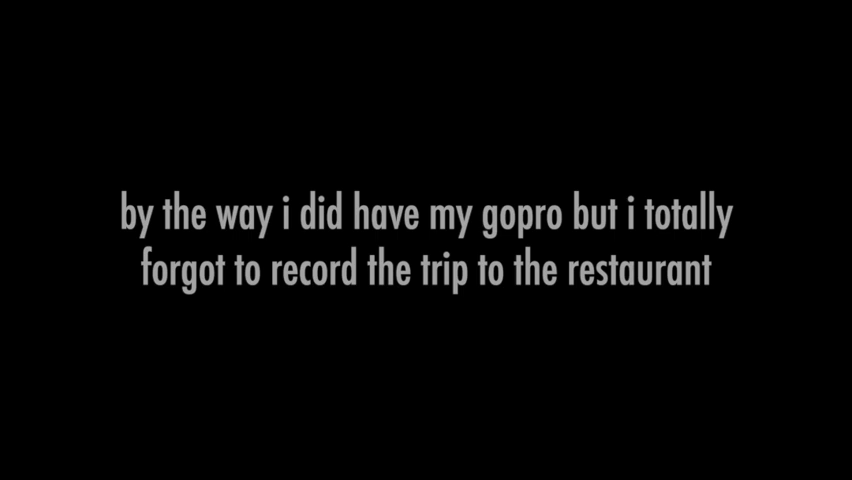 by the way i did have my gopro but i totally
forgot to record the trip to the restaurant